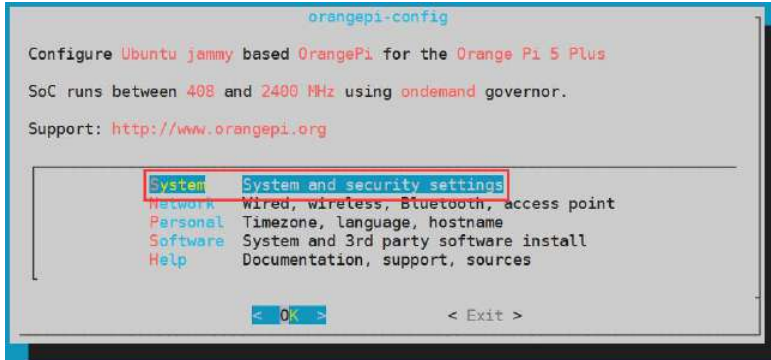 orangepi-config
Configure Ubuntu jammy based OrangePi for the Orange Pi 5 Plus
SoC runs between 408 and 2400 MHz using ondemand governor.
Support: http://www.orangepi.org
System System and security settings
Network Wired, wireless, Bluetooth, access point
Personal Timezone, language, hostname
Software System and 3rd party software install
Help Documentation, support, sources
< OK > < Exit >